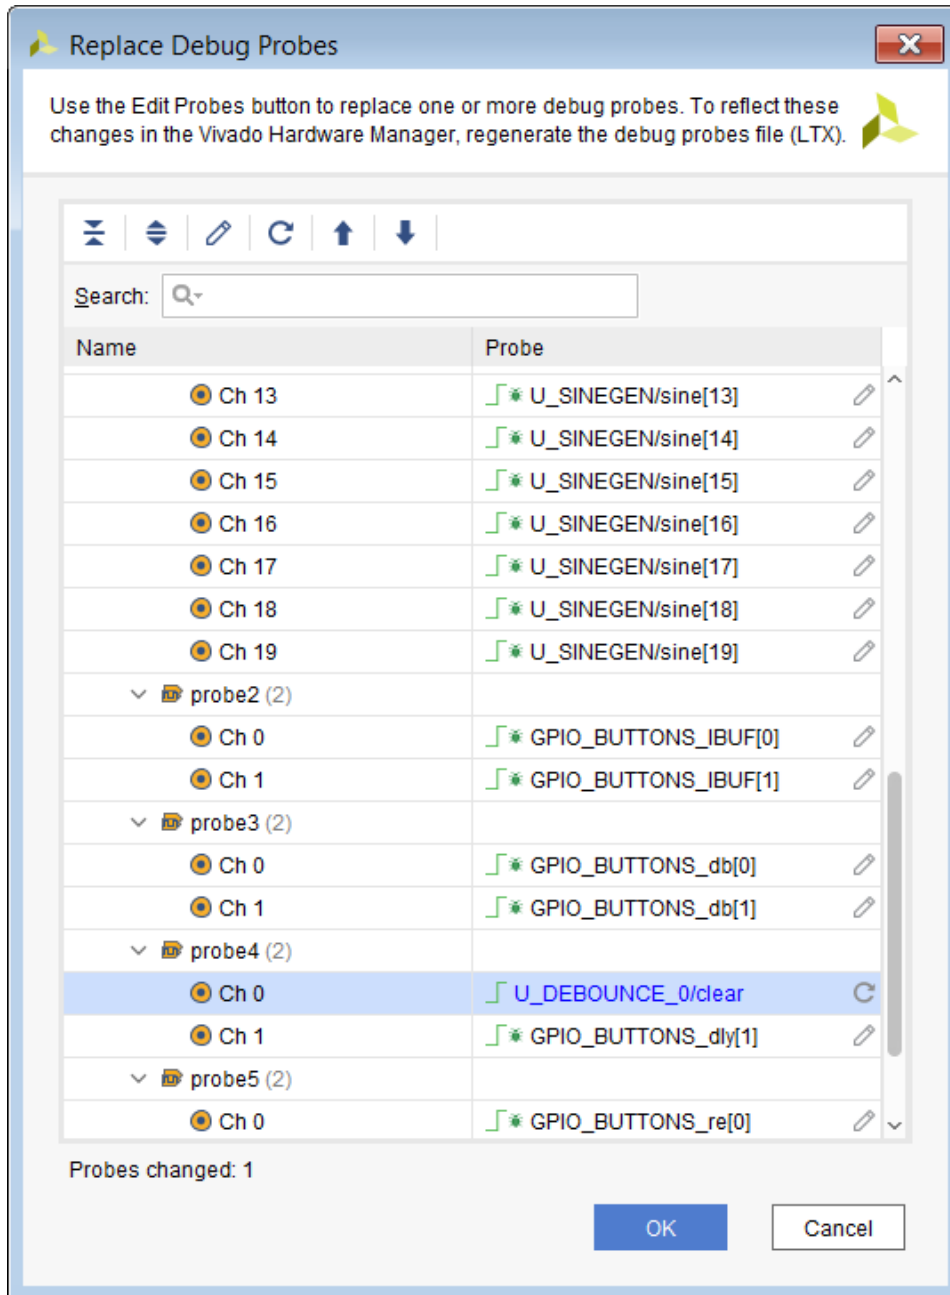 Replace Debug Probes
Use the Edit Probes button to replace one or more debug probes. To reflect these
changes in the Vivado Hardware Manager, regenerate the debug probes file (LTX).
Search:
Name Probe
Ch 13 U_SINEGEN/sine[13]
Ch 14 U_SINEGEN/sine[14]
Ch 15 U_SINEGEN/sine[15]
Ch 16 U_SINEGEN/sine[16]
Ch 17 U_SINEGEN/sine[17]
Ch 18 U_SINEGEN/sine[18]
Ch 19 U_SINEGEN/sine[19]
probe2 (2)
Ch 0 GPIO_BUTTONS_IBUF[0]
Ch 1 GPIO_BUTTONS_IBUF[1]
probe3 (2)
Ch 0 GPIO_BUTTONS_db[0]
Ch 1 GPIO_BUTTONS_db[1]
probe4 (2)
Ch 0 U_DEBOUNCE_0/clear
Ch 1 GPIO_BUTTONS_dly[1]
probe5 (2)
Ch 0 GPIO_BUTTONS_re[0]
Probes changed: 1
OK Cancel